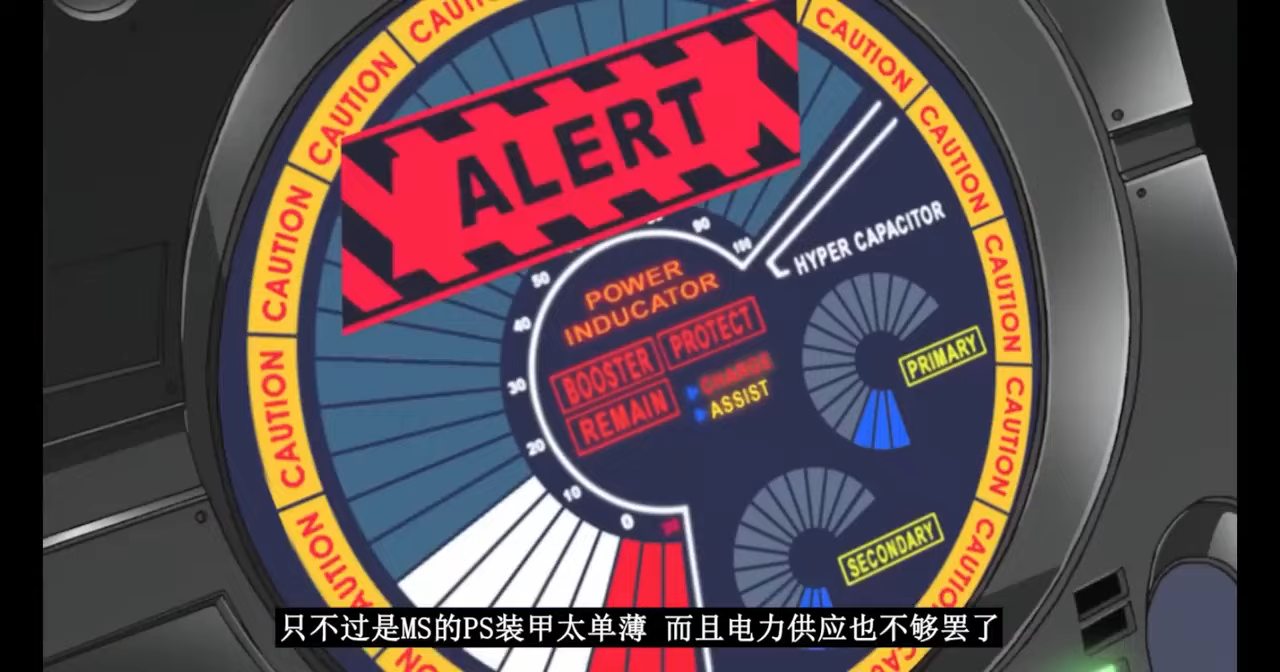 CAUTION
CAUTION
CAUTION
CAUTION
CAUTION
CAUTION
CAUTION
CAUTION
CAUTION
ALERT
90
100
50
40
30
20
10
0
HYPER CAPACITOR
POWER
INDUCATOR
BOOSTER
PROTECT
REMAIN
CHARGE
ASSIST
PRIMARY
SECONDARY
CAUTION
只不过是MS的PS装甲太单薄 而且电力供应也不够罢了